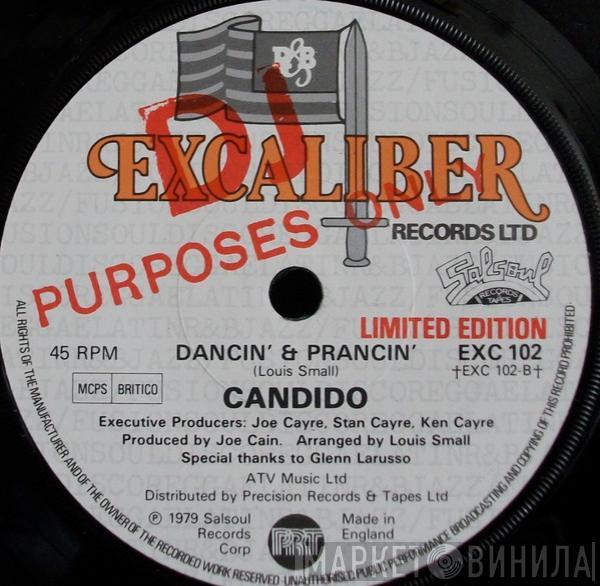 R&B
EXCALIBER
RECORDS LTD
DJ
PURPOSES ONLY
Salsoul
RECORDS
TAPES
LIMITED EDITION
45 RPM
DANCIN' & PRANCIN'
EXC 102
(Louis Small)
†EXC 102-B†
MCPS BRITICO
CANDIDO
Executive Producers: Joe Cayre, Stan Cayre, Ken Cayre
Produced by Joe Cain. Arranged by Louis Small
Special thanks to Glenn Larusso
ATV Music Ltd
Distributed by Precision Records & Tapes Ltd
℗ 1979 Salsoul
Records
Corp
PRT
Made in
England
ALL RIGHTS OF THE MANUFACTURER AND OF THE OWNER OF THE RECORDED WORK RESERVED · UNAUTHORISED PUBLIC PERFORMANCE BROADCASTING AND COPYING OF THIS RECORD PROHIBITED ·
МАРКЕТ ВИНИЛА